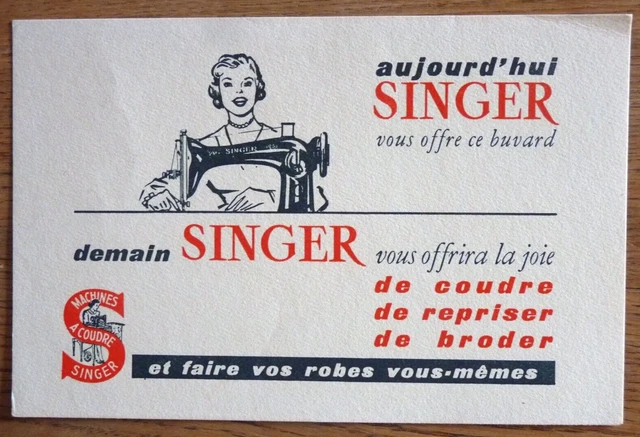 aujourd'hui
SINGER
vous offre ce buvard
SINGER
demain SINGER vous offrira la joie
de coudre
de repriser
de broder
MACHINES
A COUDRE
SINGER
et faire vos robes vous-mêmes